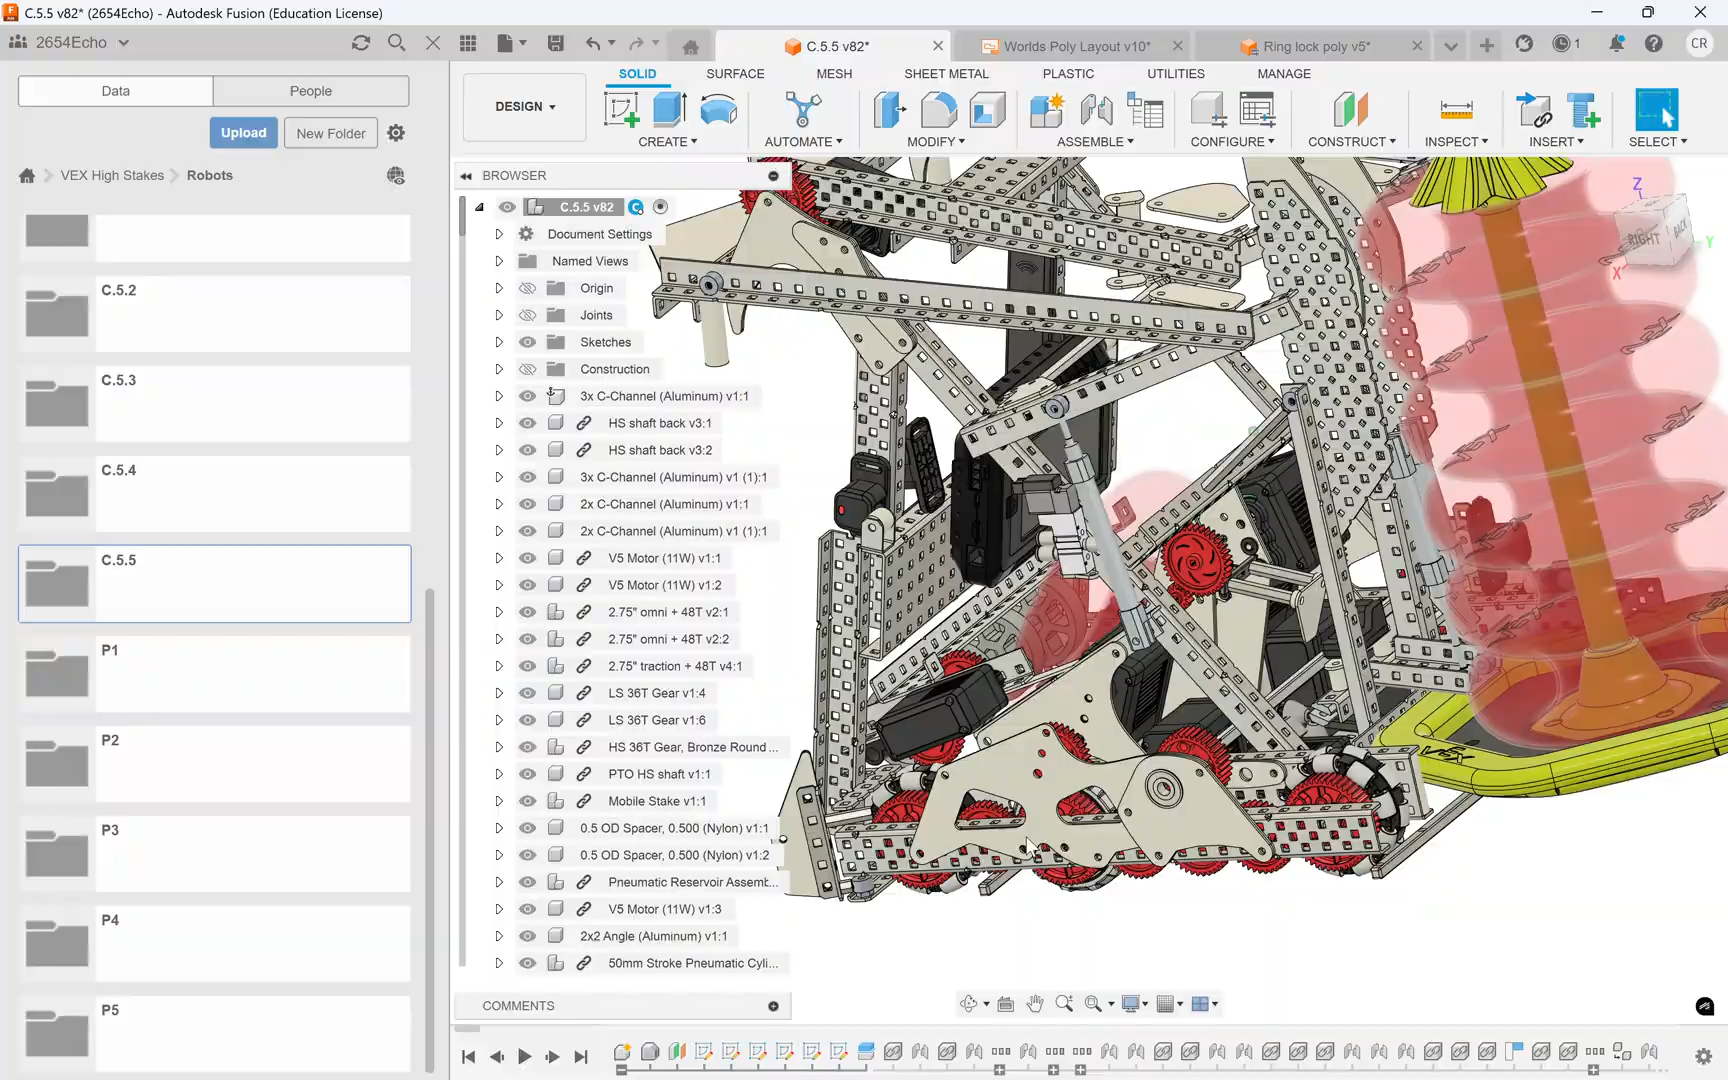 C.5.5 v82* (2654Echo) - Autodesk Fusion (Education License)
2654Echo
C.5.5 v82*
Worlds Poly Layout v10*
Ring lock poly v5*
1
CR
Data
People
Upload
New Folder
VEX High Stakes
Robots
C.5.2
C.5.3
C.5.4
C.5.5
P1
P2
P3
P4
P5
DESIGN
SOLID
SURFACE
MESH
SHEET METAL
PLASTIC
UTILITIES
MANAGE
CREATE
AUTOMATE
MODIFY
ASSEMBLE
CONFIGURE
CONSTRUCT
INSPECT
INSERT
SELECT
BROWSER
C.5.5 v82
Document Settings
Named Views
Origin
Joints
Sketches
Construction
3x C-Channel (Aluminum) v1:1
HS shaft back v3:1
HS shaft back v3:2
3x C-Channel (Aluminum) v1 (1):1
2x C-Channel (Aluminum) v1:1
2x C-Channel (Aluminum) v1 (1):1
V5 Motor (11W) v1:1
V5 Motor (11W) v1:2
2.75" omni + 48T v2:1
2.75" omni + 48T v2:2
2.75" traction + 48T v4:1
LS 36T Gear v1:4
LS 36T Gear v1:6
HS 36T Gear, Bronze Round ...
PTO HS shaft v1:1
Mobile Stake v1:1
0.5 OD Spacer, 0.500 (Nylon) v1:1
0.5 OD Spacer, 0.500 (Nylon) v1:2
Pneumatic Reservoir Assemb...
V5 Motor (11W) v1:3
2x2 Angle (Aluminum) v1:1
50mm Stroke Pneumatic Cyli...
COMMENTS
Z
Y
X
RIGHT
BACK
VEX